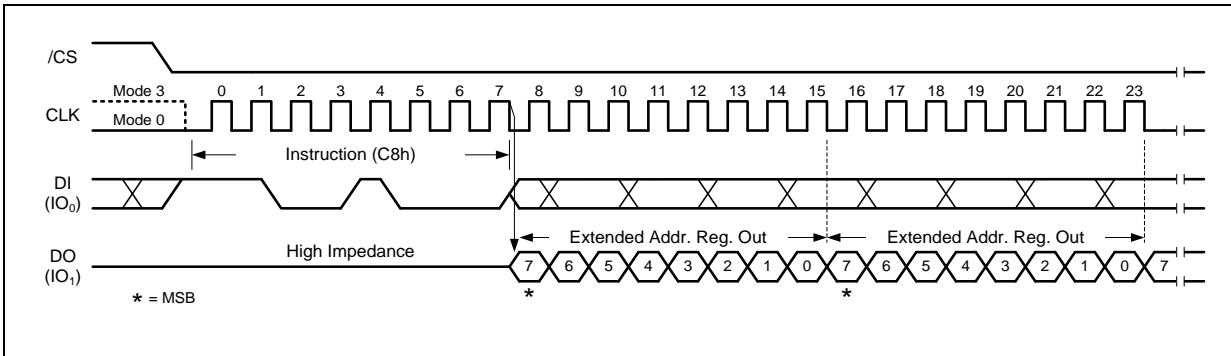 /CS
Mode 3
0 1 2 3 4 5 6 7 8 9 10 11 12 13 14 15 16 17 18 19 20 21 22 23
CLK
Mode 0
Instruction (C8h)
DI
(IO₀)
High Impedance
Extended Addr. Reg. Out
Extended Addr. Reg. Out
DO
(IO₁)
7 6 5 4 3 2 1 0 7 6 5 4 3 2 1 0 7
* *
* = MSB